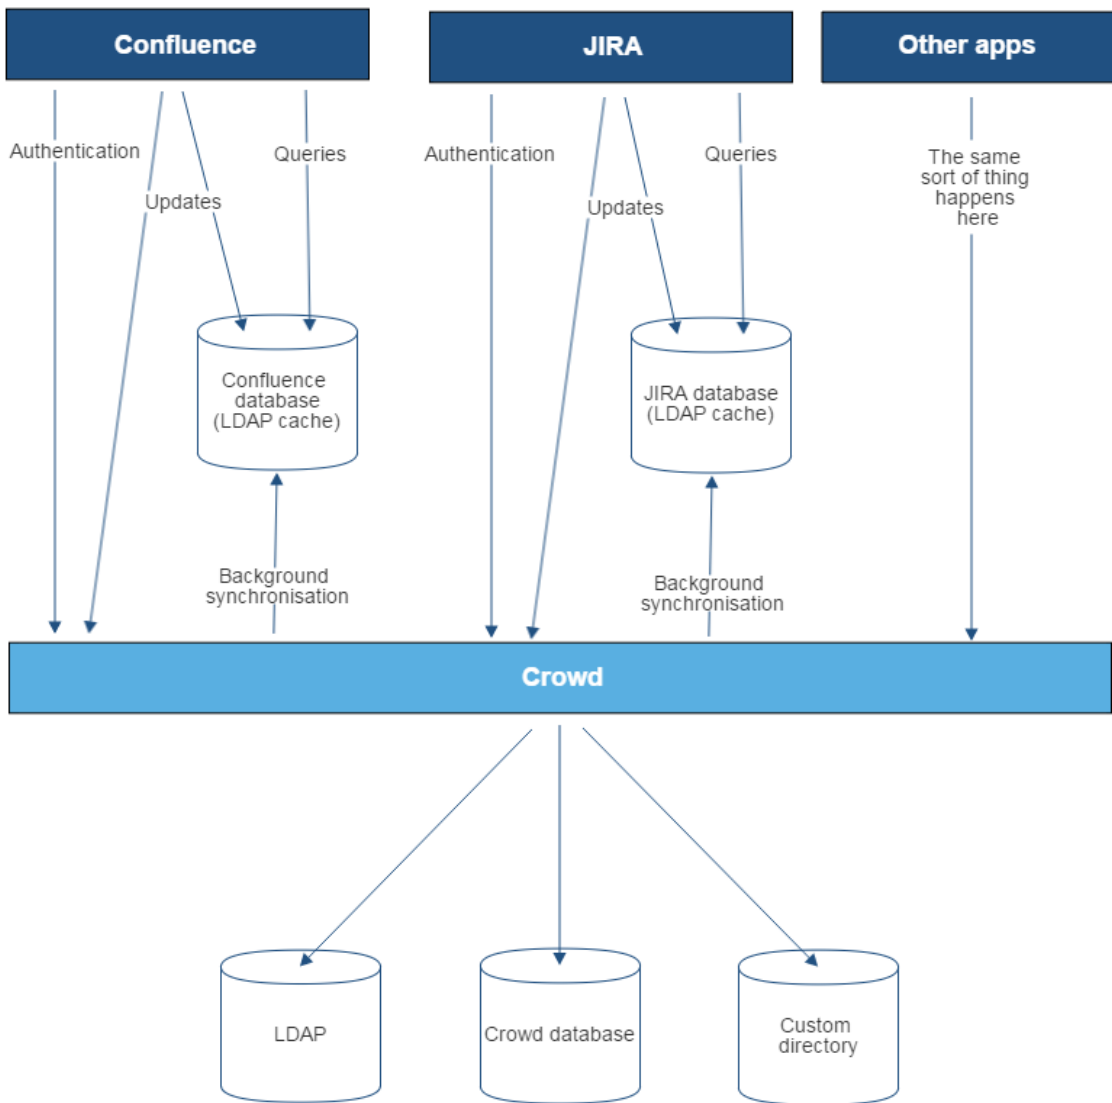 Confluence
JIRA
Other apps
Authentication
Queries
Updates
Authentication
Queries
Updates
The same
sort of thing
happens
here
Confluence
database
(LDAP cache)
JIRA database
(LDAP cache)
Background
synchronisation
Background
synchronisation
Crowd
LDAP
Crowd database
Custom
directory